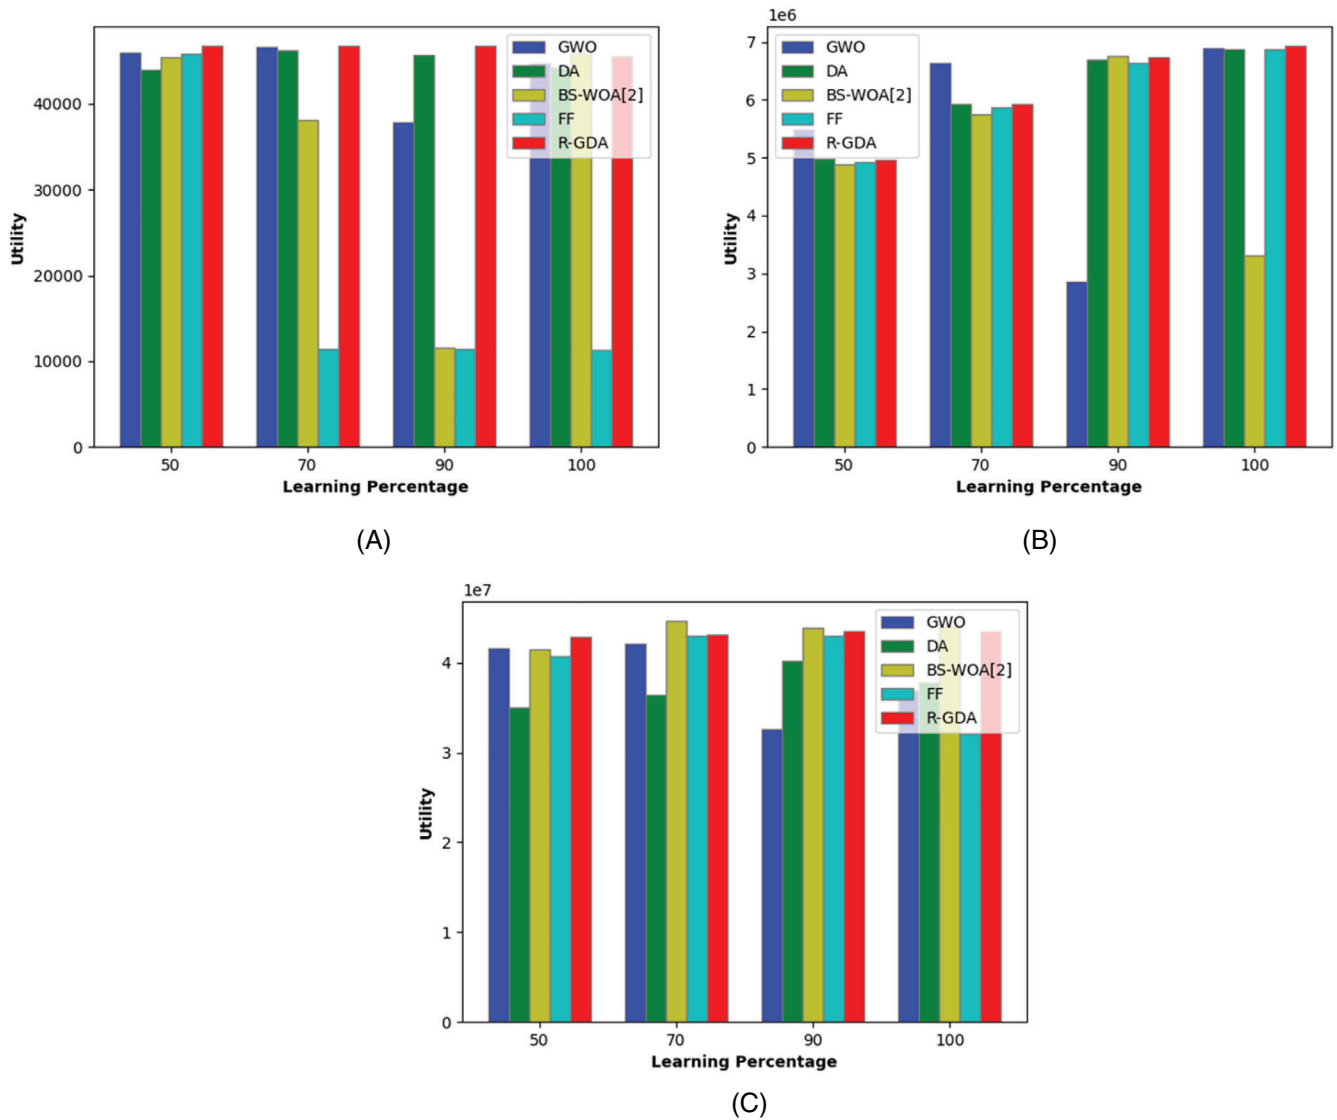 GWO
DA
BS-WOA[2]
FF
R-GDA
40000
30000
20000
10000
0
Utility
50 70 90 100
Learning Percentage
(A)
1e6
GWO
DA
BS-WOA[2]
FF
R-GDA
7
6
5
4
3
2
1
0
Utility
50 70 90 100
Learning Percentage
(B)
1e7
GWO
DA
BS-WOA[2]
FF
R-GDA
4
3
2
1
0
Utility
50 70 90 100
Learning Percentage
(C)